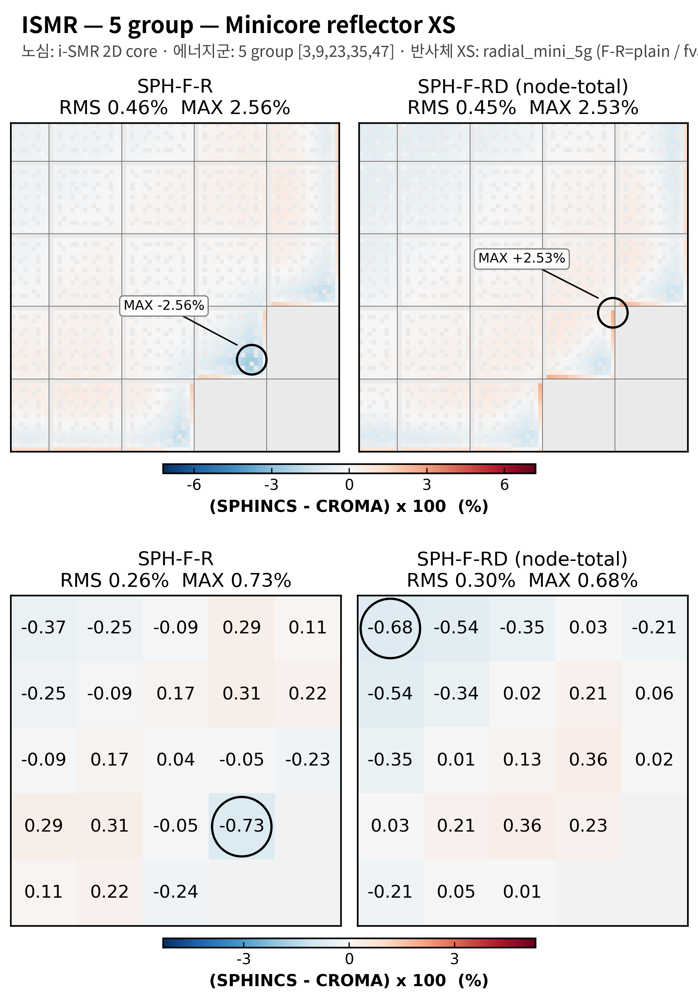 ISMR — 5 group — Minicore reflector XS
노심: i-SMR 2D core · 에너지군: 5 group [3,9,23,35,47] · 반사체 XS: radial_mini_5g (F-R=plain /
SPH-F-R
RMS 0.46% MAX 2.56%
SPH-F-RD (node-total)
RMS 0.45% MAX 2.53%
MAX +2.53%
MAX -2.56%
-6 -3 0 3 6
(SPHINCS - CROMA) x 100 (%)
SPH-F-R
RMS 0.26% MAX 0.73%
SPH-F-RD (node-total)
RMS 0.30% MAX 0.68%
-0.37 -0.25 -0.09 0.29 0.11
-0.25 -0.09 0.17 0.31 0.22
-0.09 0.17 0.04 -0.05 -0.23
0.29 0.31 -0.05 -0.73
0.11 0.22 -0.24
-0.68 -0.54 -0.35 0.03 -0.21
-0.54 -0.34 0.02 0.21 0.06
-0.35 0.01 0.13 0.36 0.02
0.03 0.21 0.36 0.23
-0.21 0.05 0.01
-3 0 3
(SPHINCS - CROMA) x 100 (%)